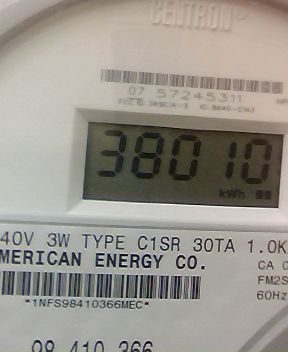 CENTRON
07 57245311
38010
kWh
40V 3W TYPE C1SR 30TA 1.0K
MERICAN ENERGY CO.
CA 0
FM2S
60Hz
*1NFS98410366MEC*
98 410 366